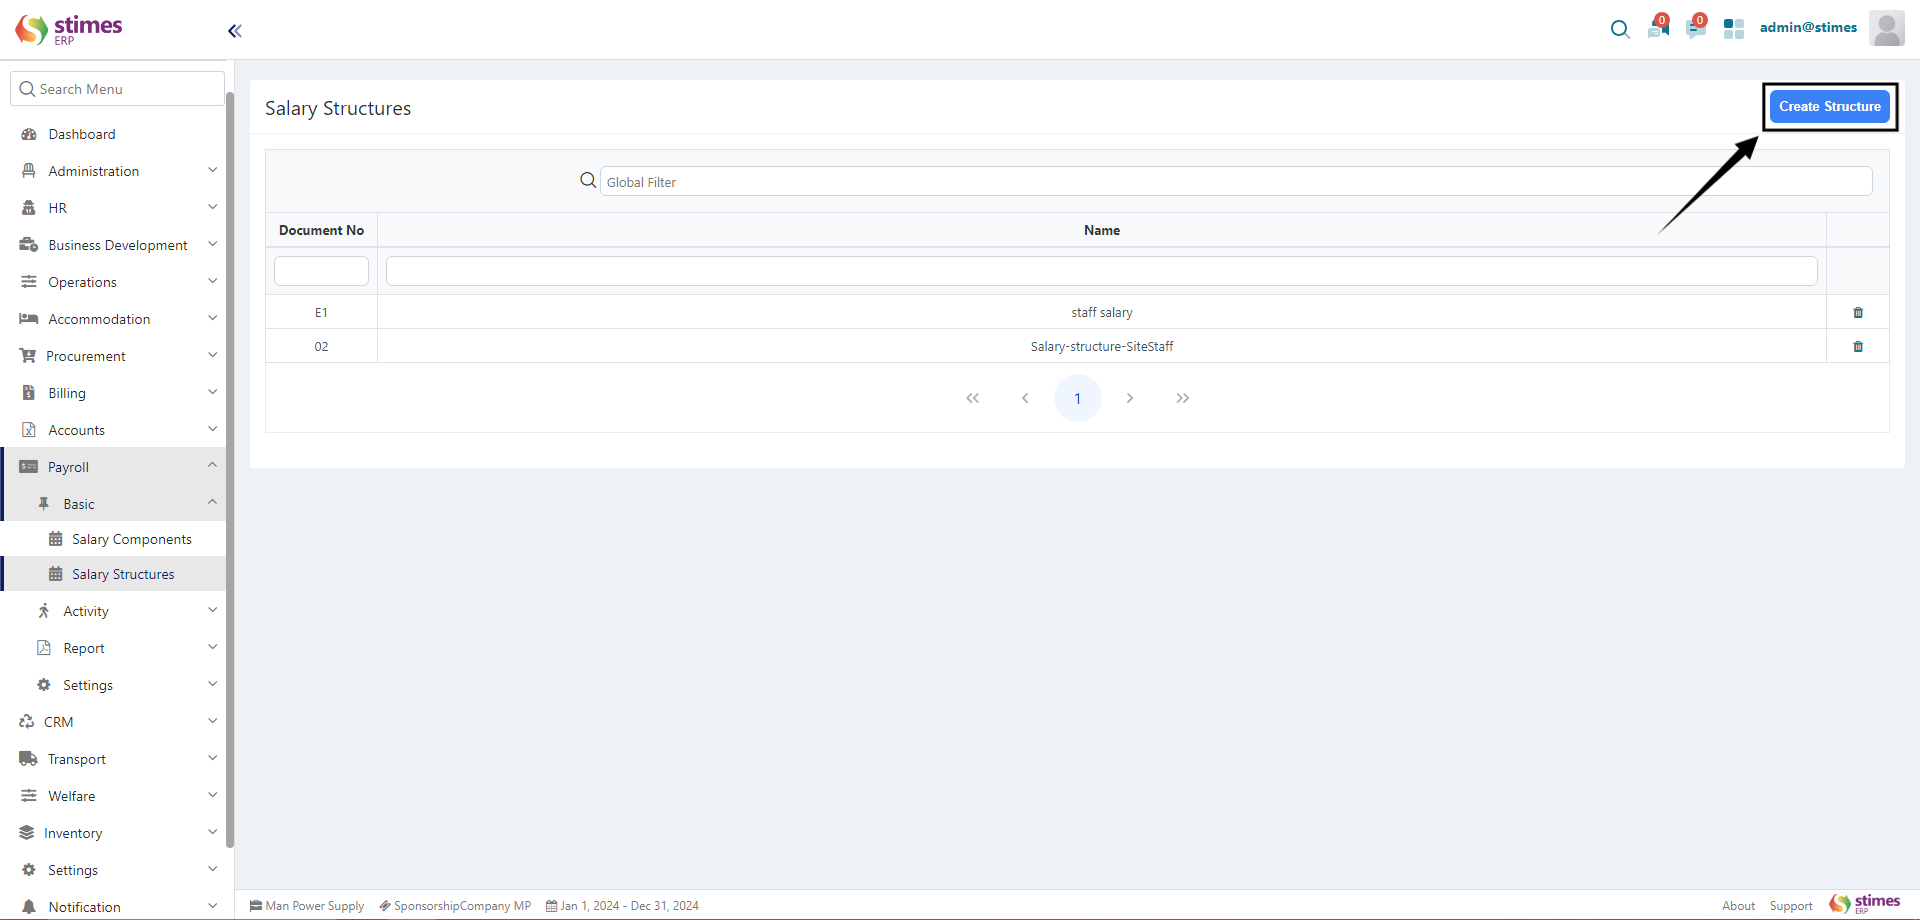 stimes
ERP
0
0
admin@stimes
Search Menu
Dashboard
Administration
HR
Business Development
Operations
Accommodation
Procurement
Billing
Accounts
Payroll
Basic
Salary Components
Salary Structures
Activity
Report
Settings
CRM
Transport
Welfare
Inventory
Settings
Notification
Salary Structures
Create Structure
Global Filter
Document No Name
E1 staff salary
02 Salary-structure-SiteStaff
1
Man Power Supply SponsorshipCompany MP Jan 1, 2024 - Dec 31, 2024
About Support
stimes
ERP